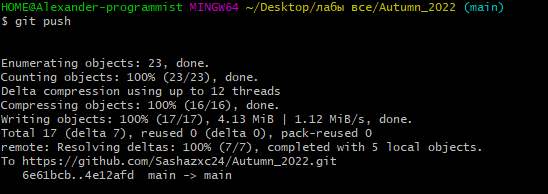 HOME@Alexander-programmist MINGW64 ~/Desktop/лабы все/Autumn_2022 (main)
$ git push
Enumerating objects: 23, done.
Counting objects: 100% (23/23), done.
Delta compression using up to 12 threads
Compressing objects: 100% (16/16), done.
Writing objects: 100% (17/17), 4.13 MiB | 1.12 MiB/s, done.
Total 17 (delta 7), reused 0 (delta 0), pack-reused 0
remote: Resolving deltas: 100% (7/7), completed with 5 local objects.
To https://github.com/Sashazxc24/Autumn_2022.git
   6e61bcb..4e12afd  main -> main